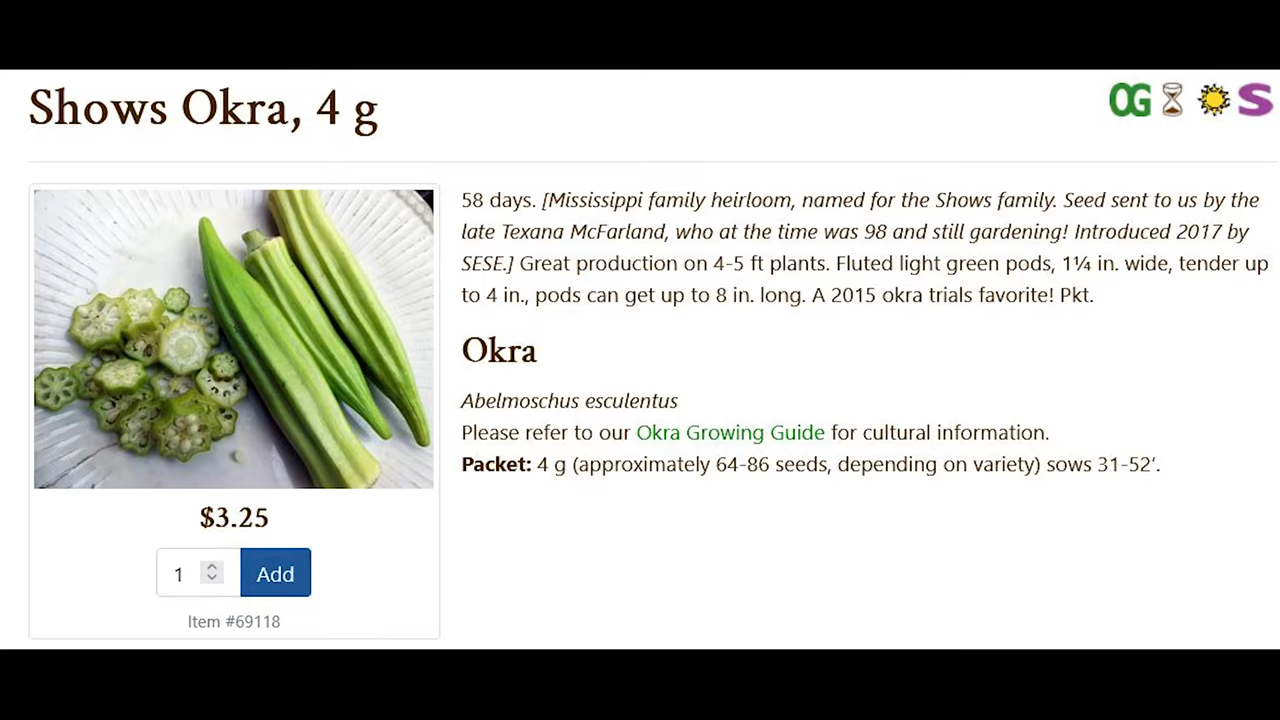 Shows Okra, 4 g
OG S
58 days. [Mississippi family heirloom, named for the Shows family. Seed sent to us by the
late Texana McFarland, who at the time was 98 and still gardening! Introduced 2017 by
SESE.] Great production on 4-5 ft plants. Fluted light green pods, 1¼ in. wide, tender up
to 4 in., pods can get up to 8 in. long. A 2015 okra trials favorite! Pkt.
Okra
Abelmoschus esculentus
Please refer to our Okra Growing Guide for cultural information.
Packet: 4 g (approximately 64-86 seeds, depending on variety) sows 31-52′.
$3.25
1 Add
Item #69118